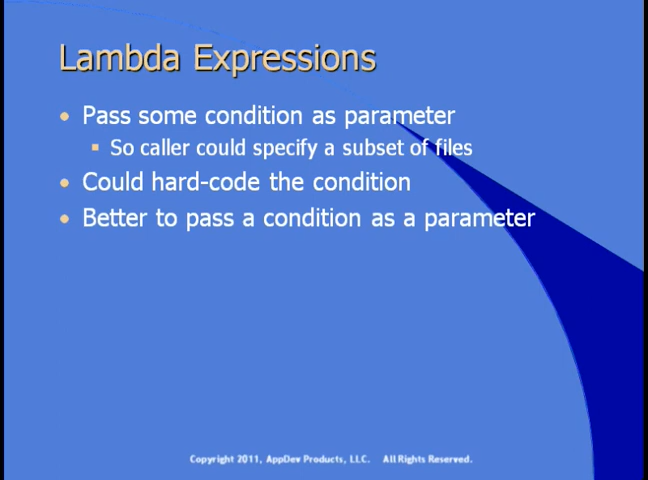 Lambda Expressions
Pass some condition as parameter
So caller could specify a subset of files
Could hard-code the condition
Better to pass a condition as a parameter
Copyright 2011, AppDev Products, LLC. All Rights Reserved.